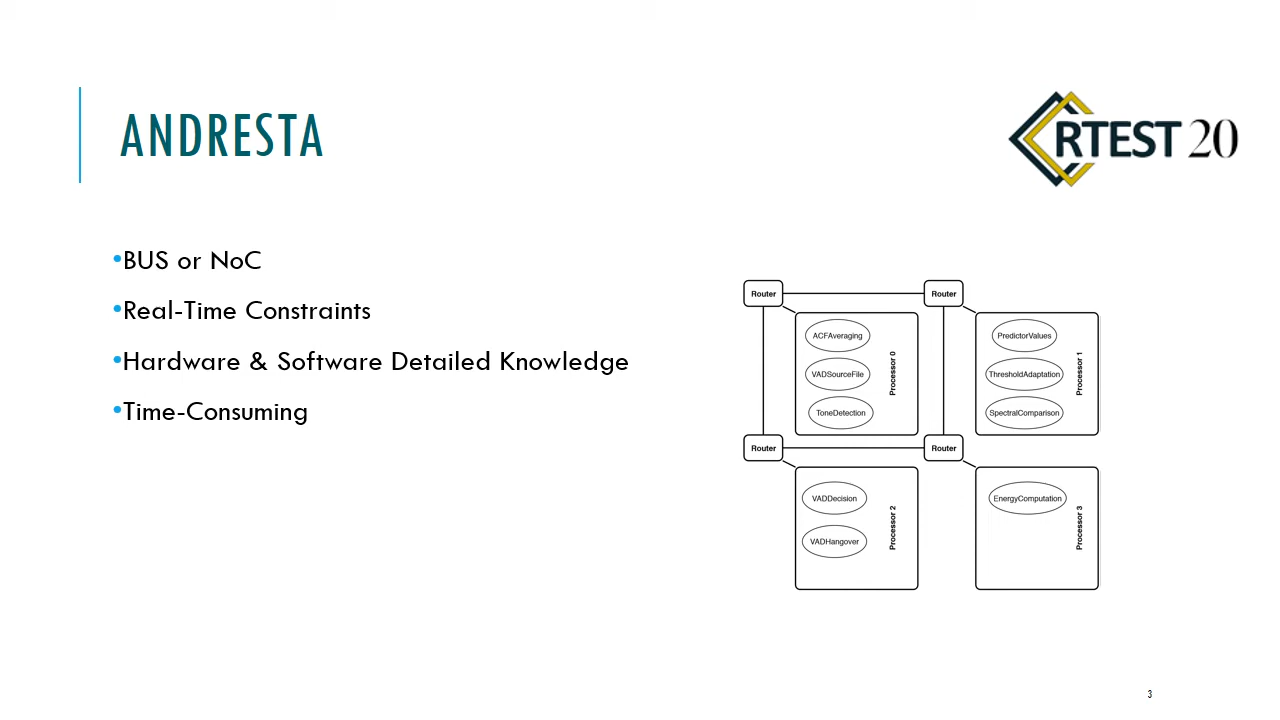 ANDRESTA
RTEST 20
•BUS or NoC
•Real-Time Constraints
•Hardware & Software Detailed Knowledge
•Time-Consuming
Router
Router
ACFAveraging
VADSourceFile
ToneDetection
Processor 0
PredictorValues
ThresholdAdaptation
SpectralComparison
Processor 1
Router
Router
VADDecision
VADHangover
Processor 2
EnergyComputation
Processor 3
3